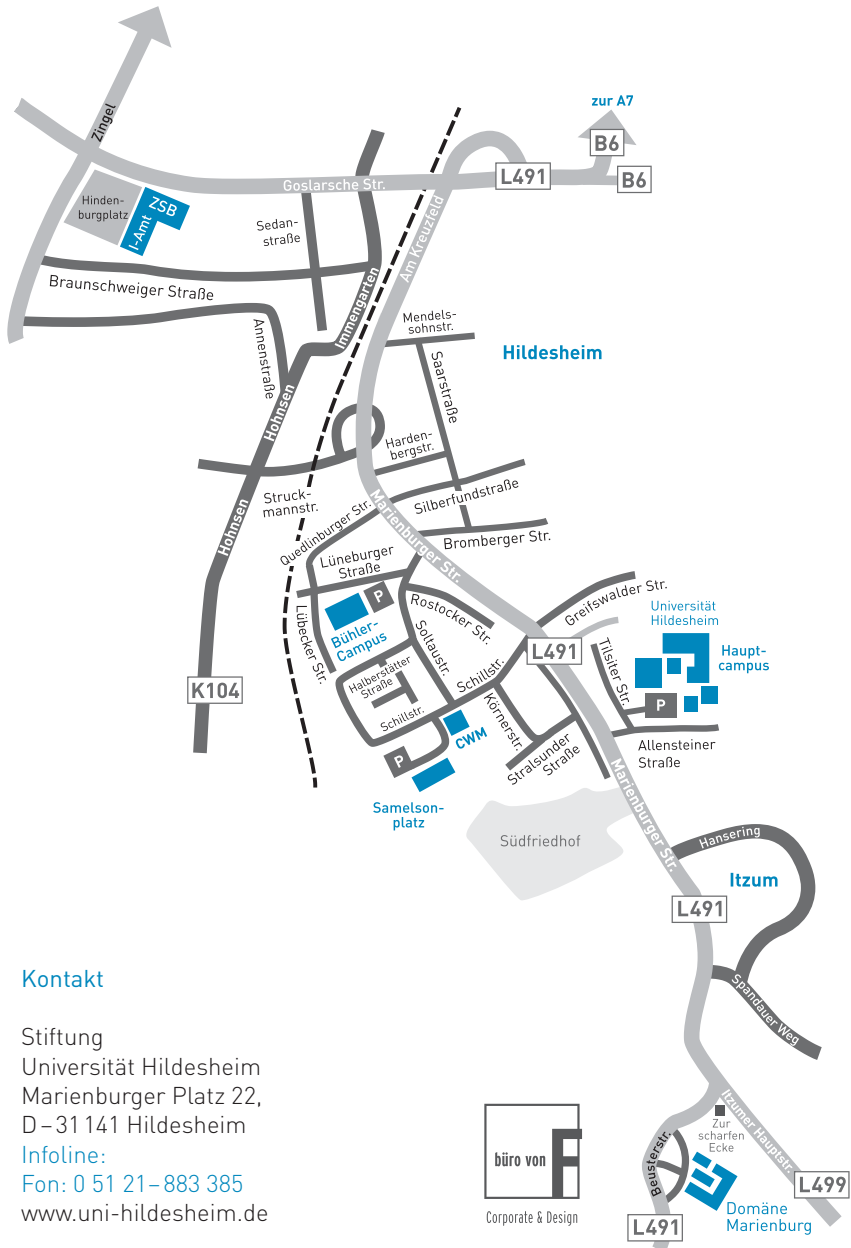 zur A7
B6
Zingel
L491
B6
Goslarsche Str.
Hinden-
burgplatz
ZSB
I-Amt
Sedan-
straße
Am Kreuzfeld
Braunschweiger Straße
Immengarten
Annenstraße
Mendels-
sohnstr.
Hildesheim
Saarstraße
Hohnsen
Harden-
bergstr.
Struck-
mannstr.
Silberfundstraße
Marienburger Str.
Quedlinburger Str.
Hohnsen
Bromberger Str.
Lüneburger
Straße
P
Rostocker Str.
Greifswalder Str.
Lübecker Str.
Bühler-
Campus
Soltaustr.
Universität
Hildesheim
L491
Tilsiter Str.
Haupt-
campus
Halberstätter
Straße
Schillstr.
K104
Körnerstr.
P
Schillstr.
CWM
Stralsunder
Straße
Allensteiner
Straße
P
Samelson-
platz
Marienburger Str.
Südfriedhof
Hansering
Itzum
L491
Spandauer Weg
Kontakt
Stiftung
Universität Hildesheim
Marienburger Platz 22,
D – 31 141 Hildesheim
Infoline:
Fon: 0 51 21 – 883 385
www.uni-hildesheim.de
büro von F
Corporate & Design
Itzumer Hauptstr.
Zur
scharfen
Ecke
Beusterstr.
L499
Domäne
Marienburg
L491